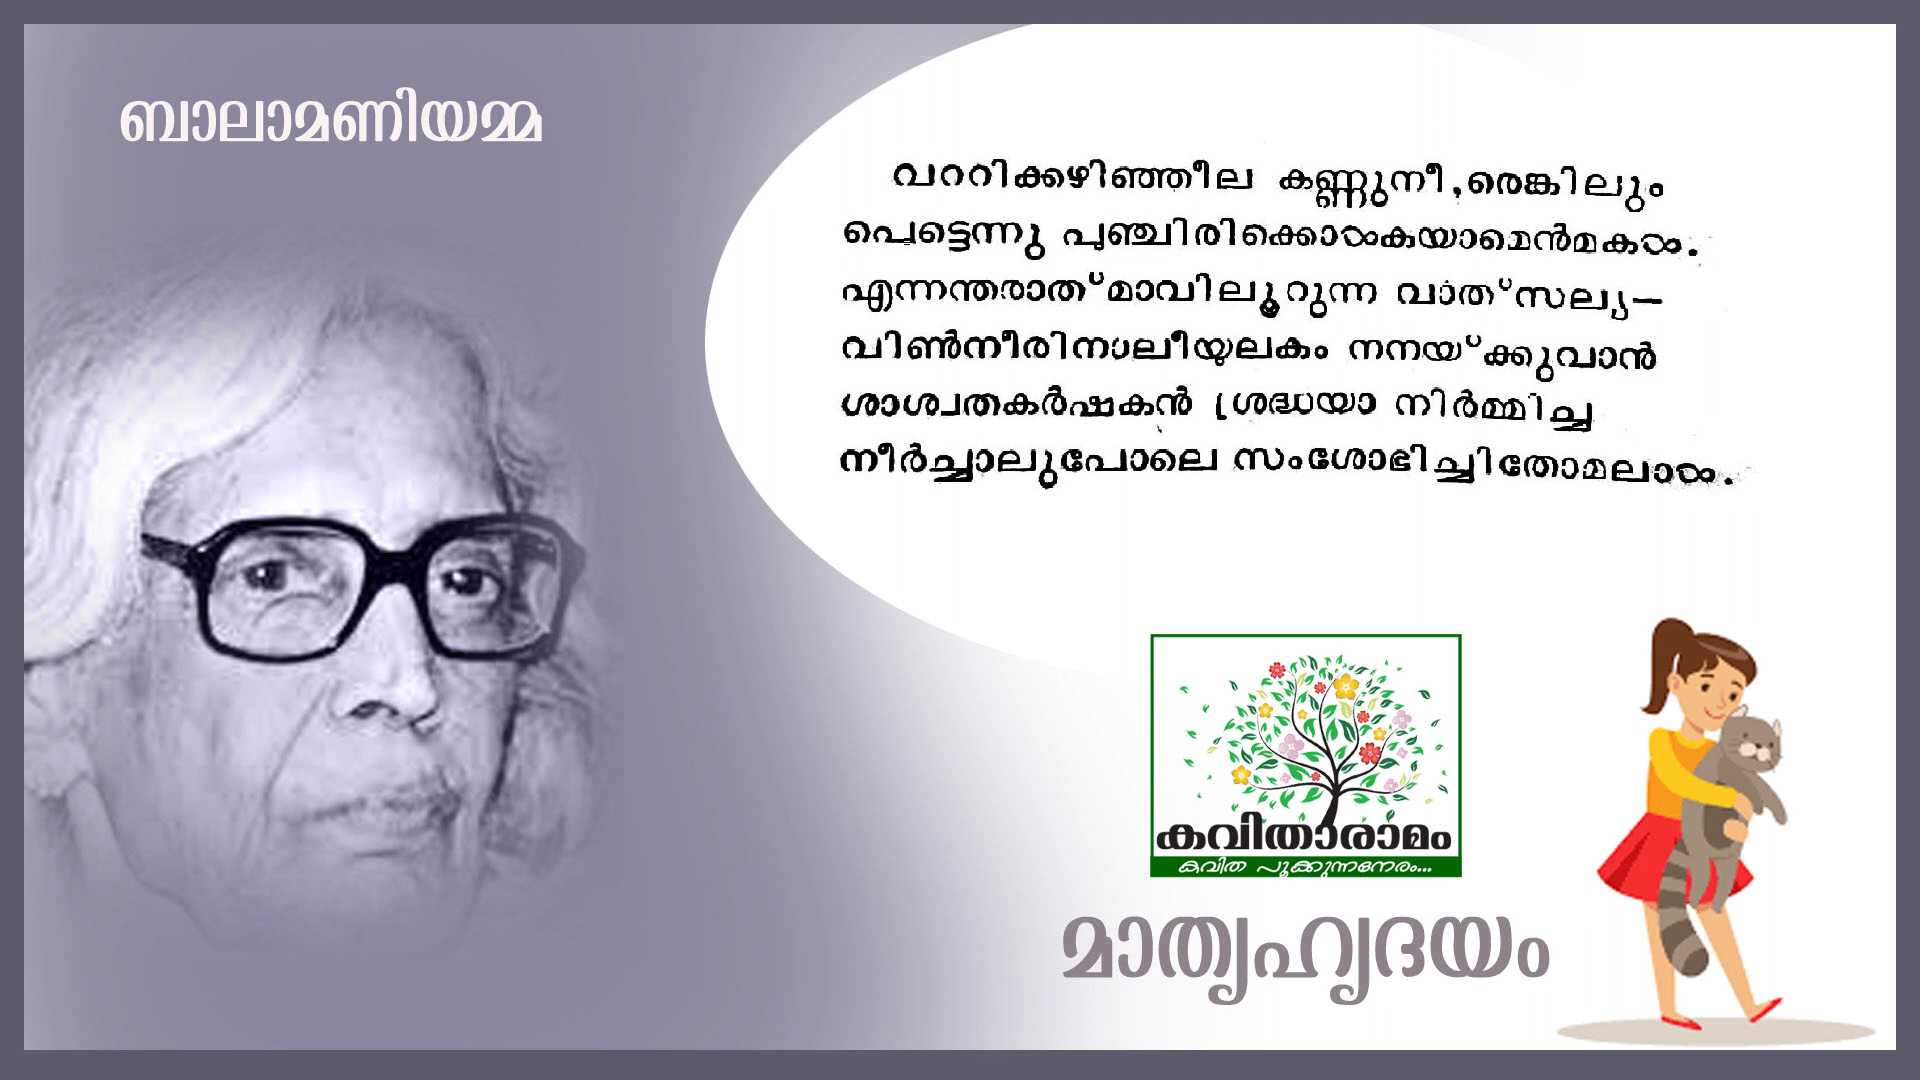 ബാലാമണിയമ്മ
വററിക്കഴിഞ്ഞീല കണ്ണുനീ,രെങ്കിലും
പെട്ടെന്നു പുഞ്ചിരിക്കൊൾകയാമെൻമകൾ.
എന്നന്തരാത്മാവിലൂറുന്ന വാത്സല്യ—
വിൺനീരിനാലീയുലകം നനയ്ക്കുവാൻ
ശാശ്വതകർഷകൻ ശ്രദ്ധയാ നിർമ്മിച്ച
നീർച്ചാലുപോലെ സംശോഭിച്ചിതോമലാൾ.
കവിതാരാമം
കവിത പൂക്കുന്നനേരം...
മാതൃഹൃദയം